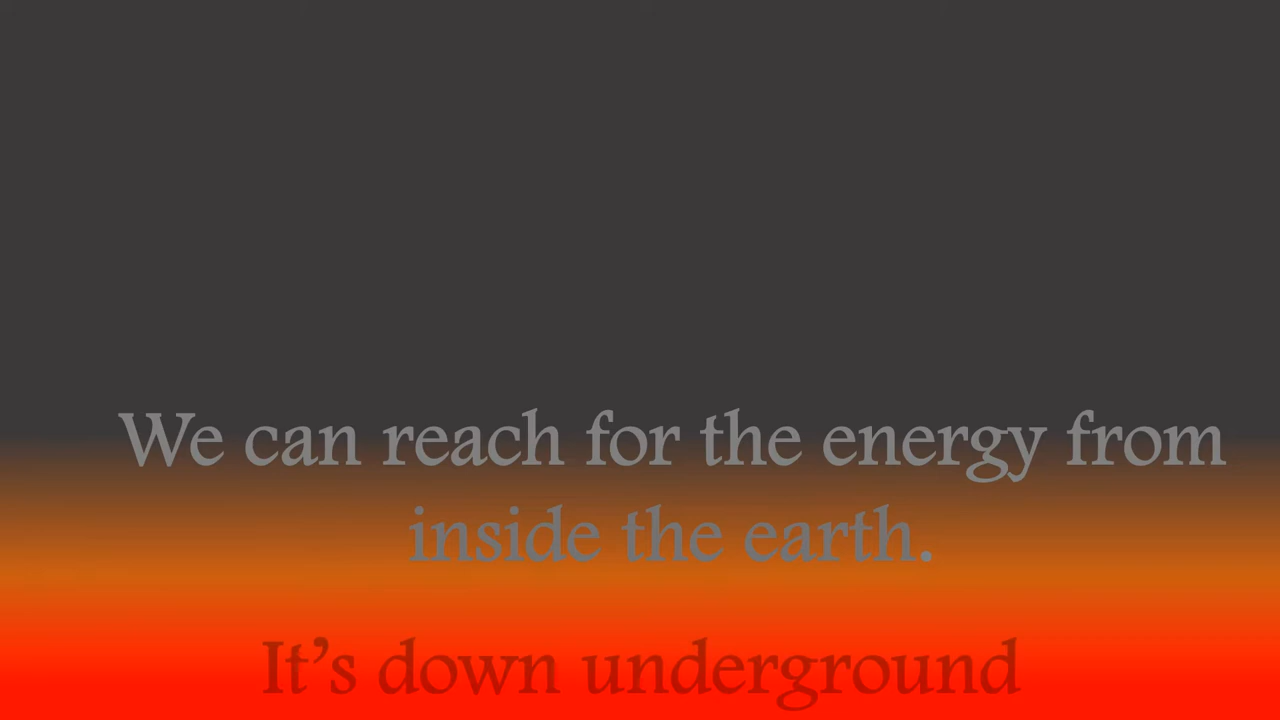 We can reach for the energy from
inside the earth.
It’s down underground